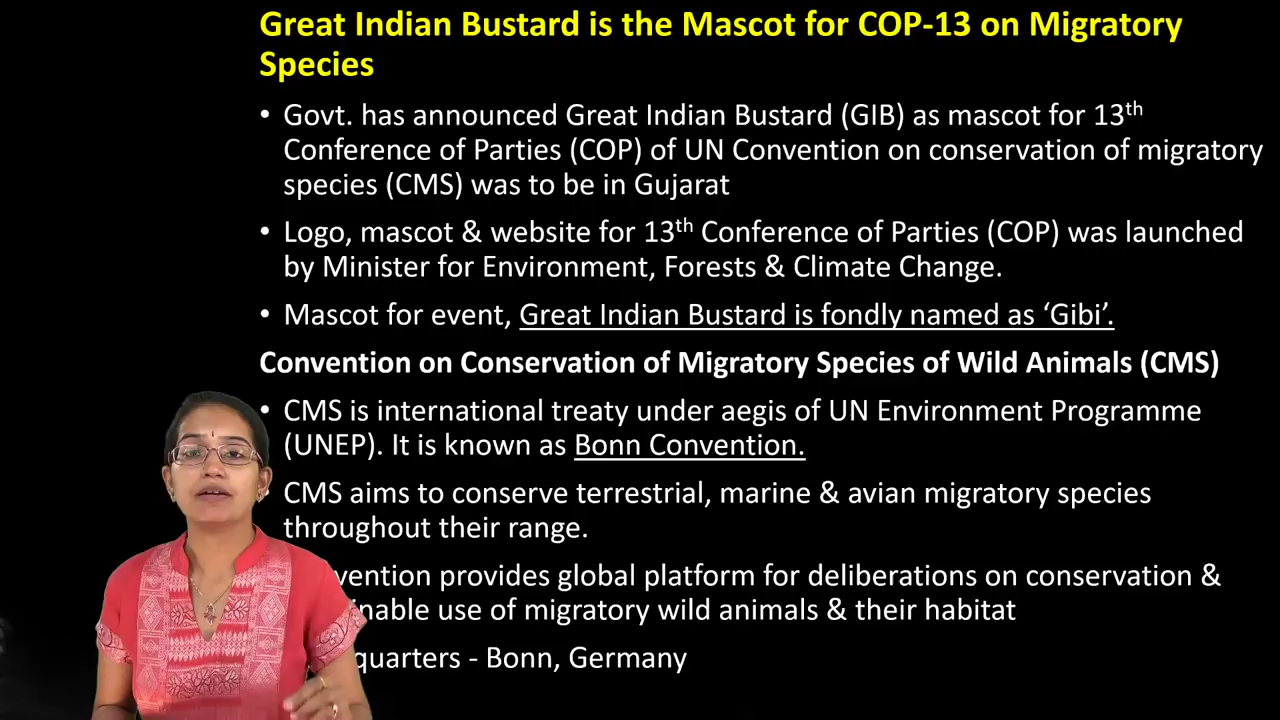 Great Indian Bustard is the Mascot for COP-13 on Migratory
Species
• Govt. has announced Great Indian Bustard (GIB) as mascot for 13th
Conference of Parties (COP) of UN Convention on conservation of migratory
species (CMS) was to be in Gujarat
• Logo, mascot & website for 13th Conference of Parties (COP) was launched
by Minister for Environment, Forests & Climate Change.
• Mascot for event, Great Indian Bustard is fondly named as ‘Gibi’.
Convention on Conservation of Migratory Species of Wild Animals (CMS)
• CMS is international treaty under aegis of UN Environment Programme
(UNEP). It is known as Bonn Convention.
CMS aims to conserve terrestrial, marine & avian migratory species
throughout their range.
provides global platform for deliberations on conservation &
use of migratory wild animals & their habitat
- Bonn, Germany